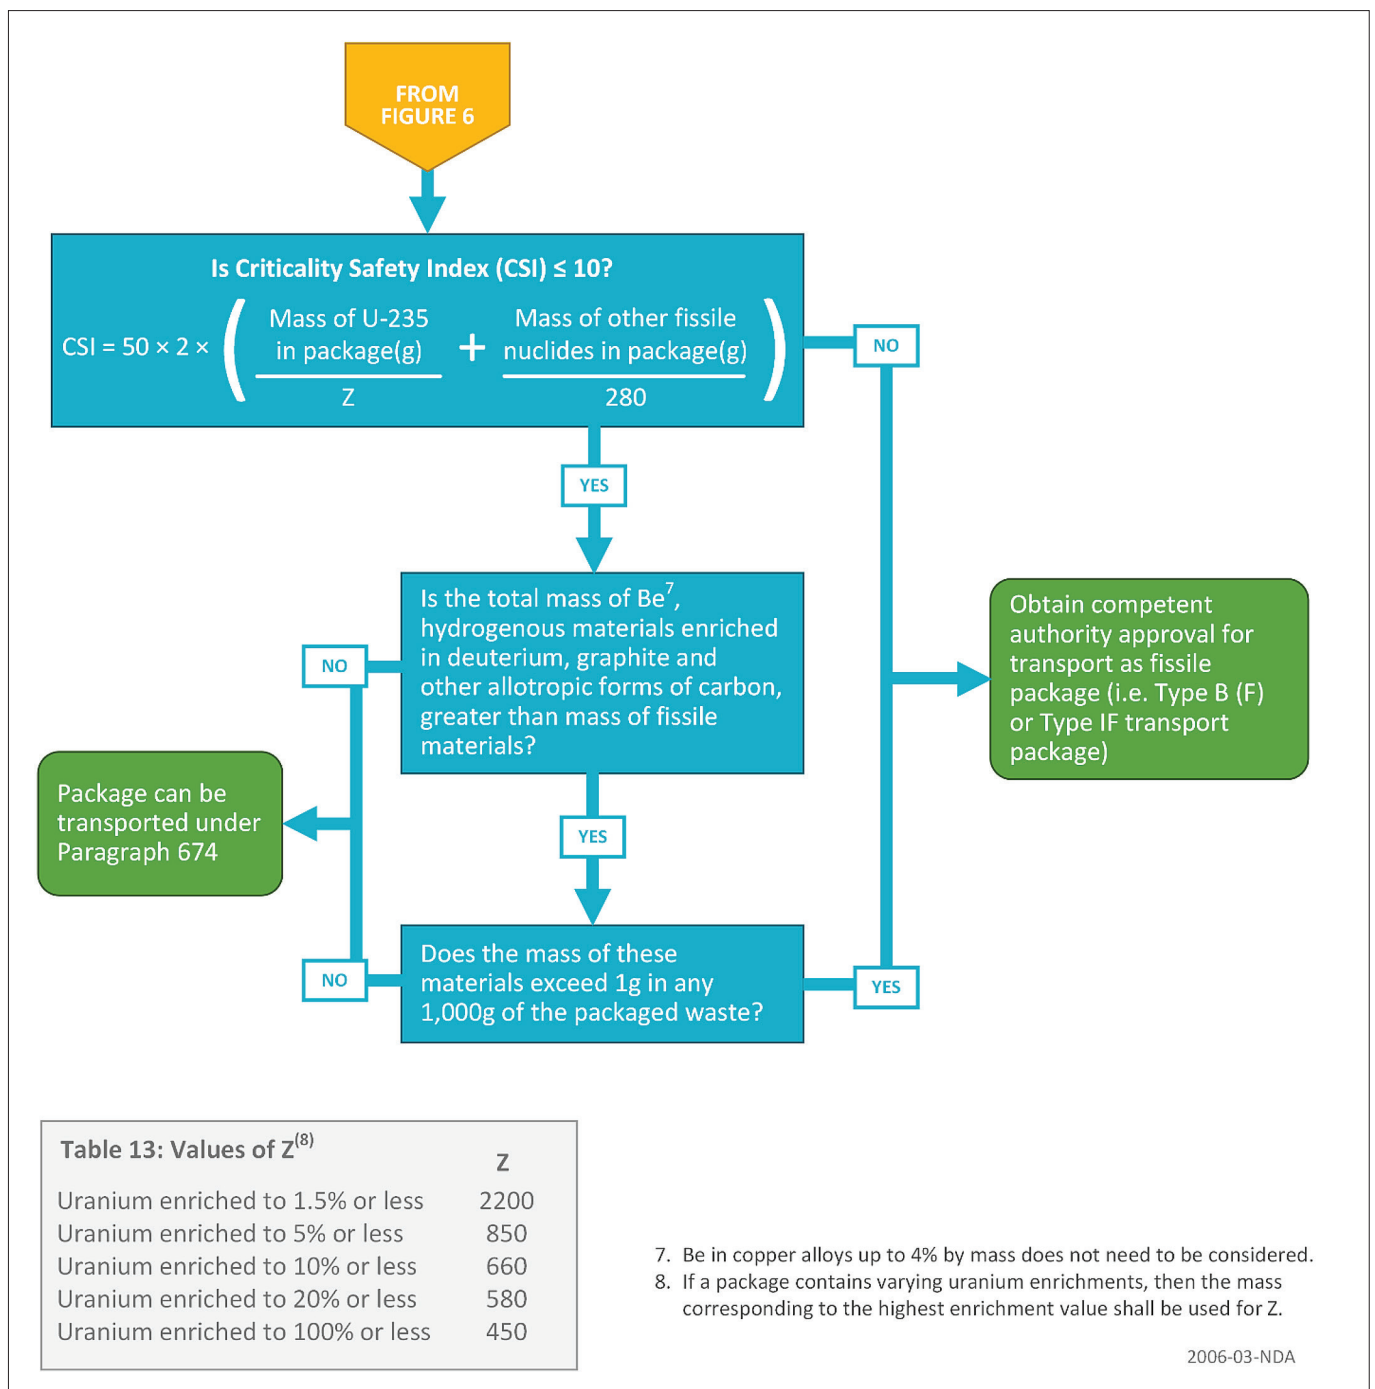 FROM
FIGURE 6
Is Criticality Safety Index (CSI) ≤ 10?
CSI = 50 × 2 × ( Mass of U-235 in package(g) / Z + Mass of other fissile nuclides in package(g) / 280 )
NO
YES
Is the total mass of Be⁷,
hydrogenous materials enriched
in deuterium, graphite and
other allotropic forms of carbon,
greater than mass of fissile
materials?
NO
Obtain competent
authority approval for
transport as fissile
package (i.e. Type B (F)
or Type IF transport
package)
Package can be
transported under
Paragraph 674
YES
Does the mass of these
materials exceed 1g in any
1,000g of the packaged waste?
NO
YES
Table 13: Values of Z⁽⁸⁾
Z
Uranium enriched to 1.5% or less 2200
Uranium enriched to 5% or less 850
Uranium enriched to 10% or less 660
Uranium enriched to 20% or less 580
Uranium enriched to 100% or less 450
7. Be in copper alloys up to 4% by mass does not need to be considered.
8. If a package contains varying uranium enrichments, then the mass
corresponding to the highest enrichment value shall be used for Z.
2006-03-NDA